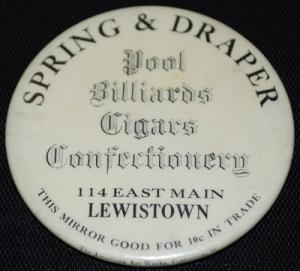 SPRING & DRAPER
Pool
Billiards
Cigars
Confectionery
114 EAST MAIN
LEWISTOWN
THIS MIRROR GOOD FOR 10c IN TRADE